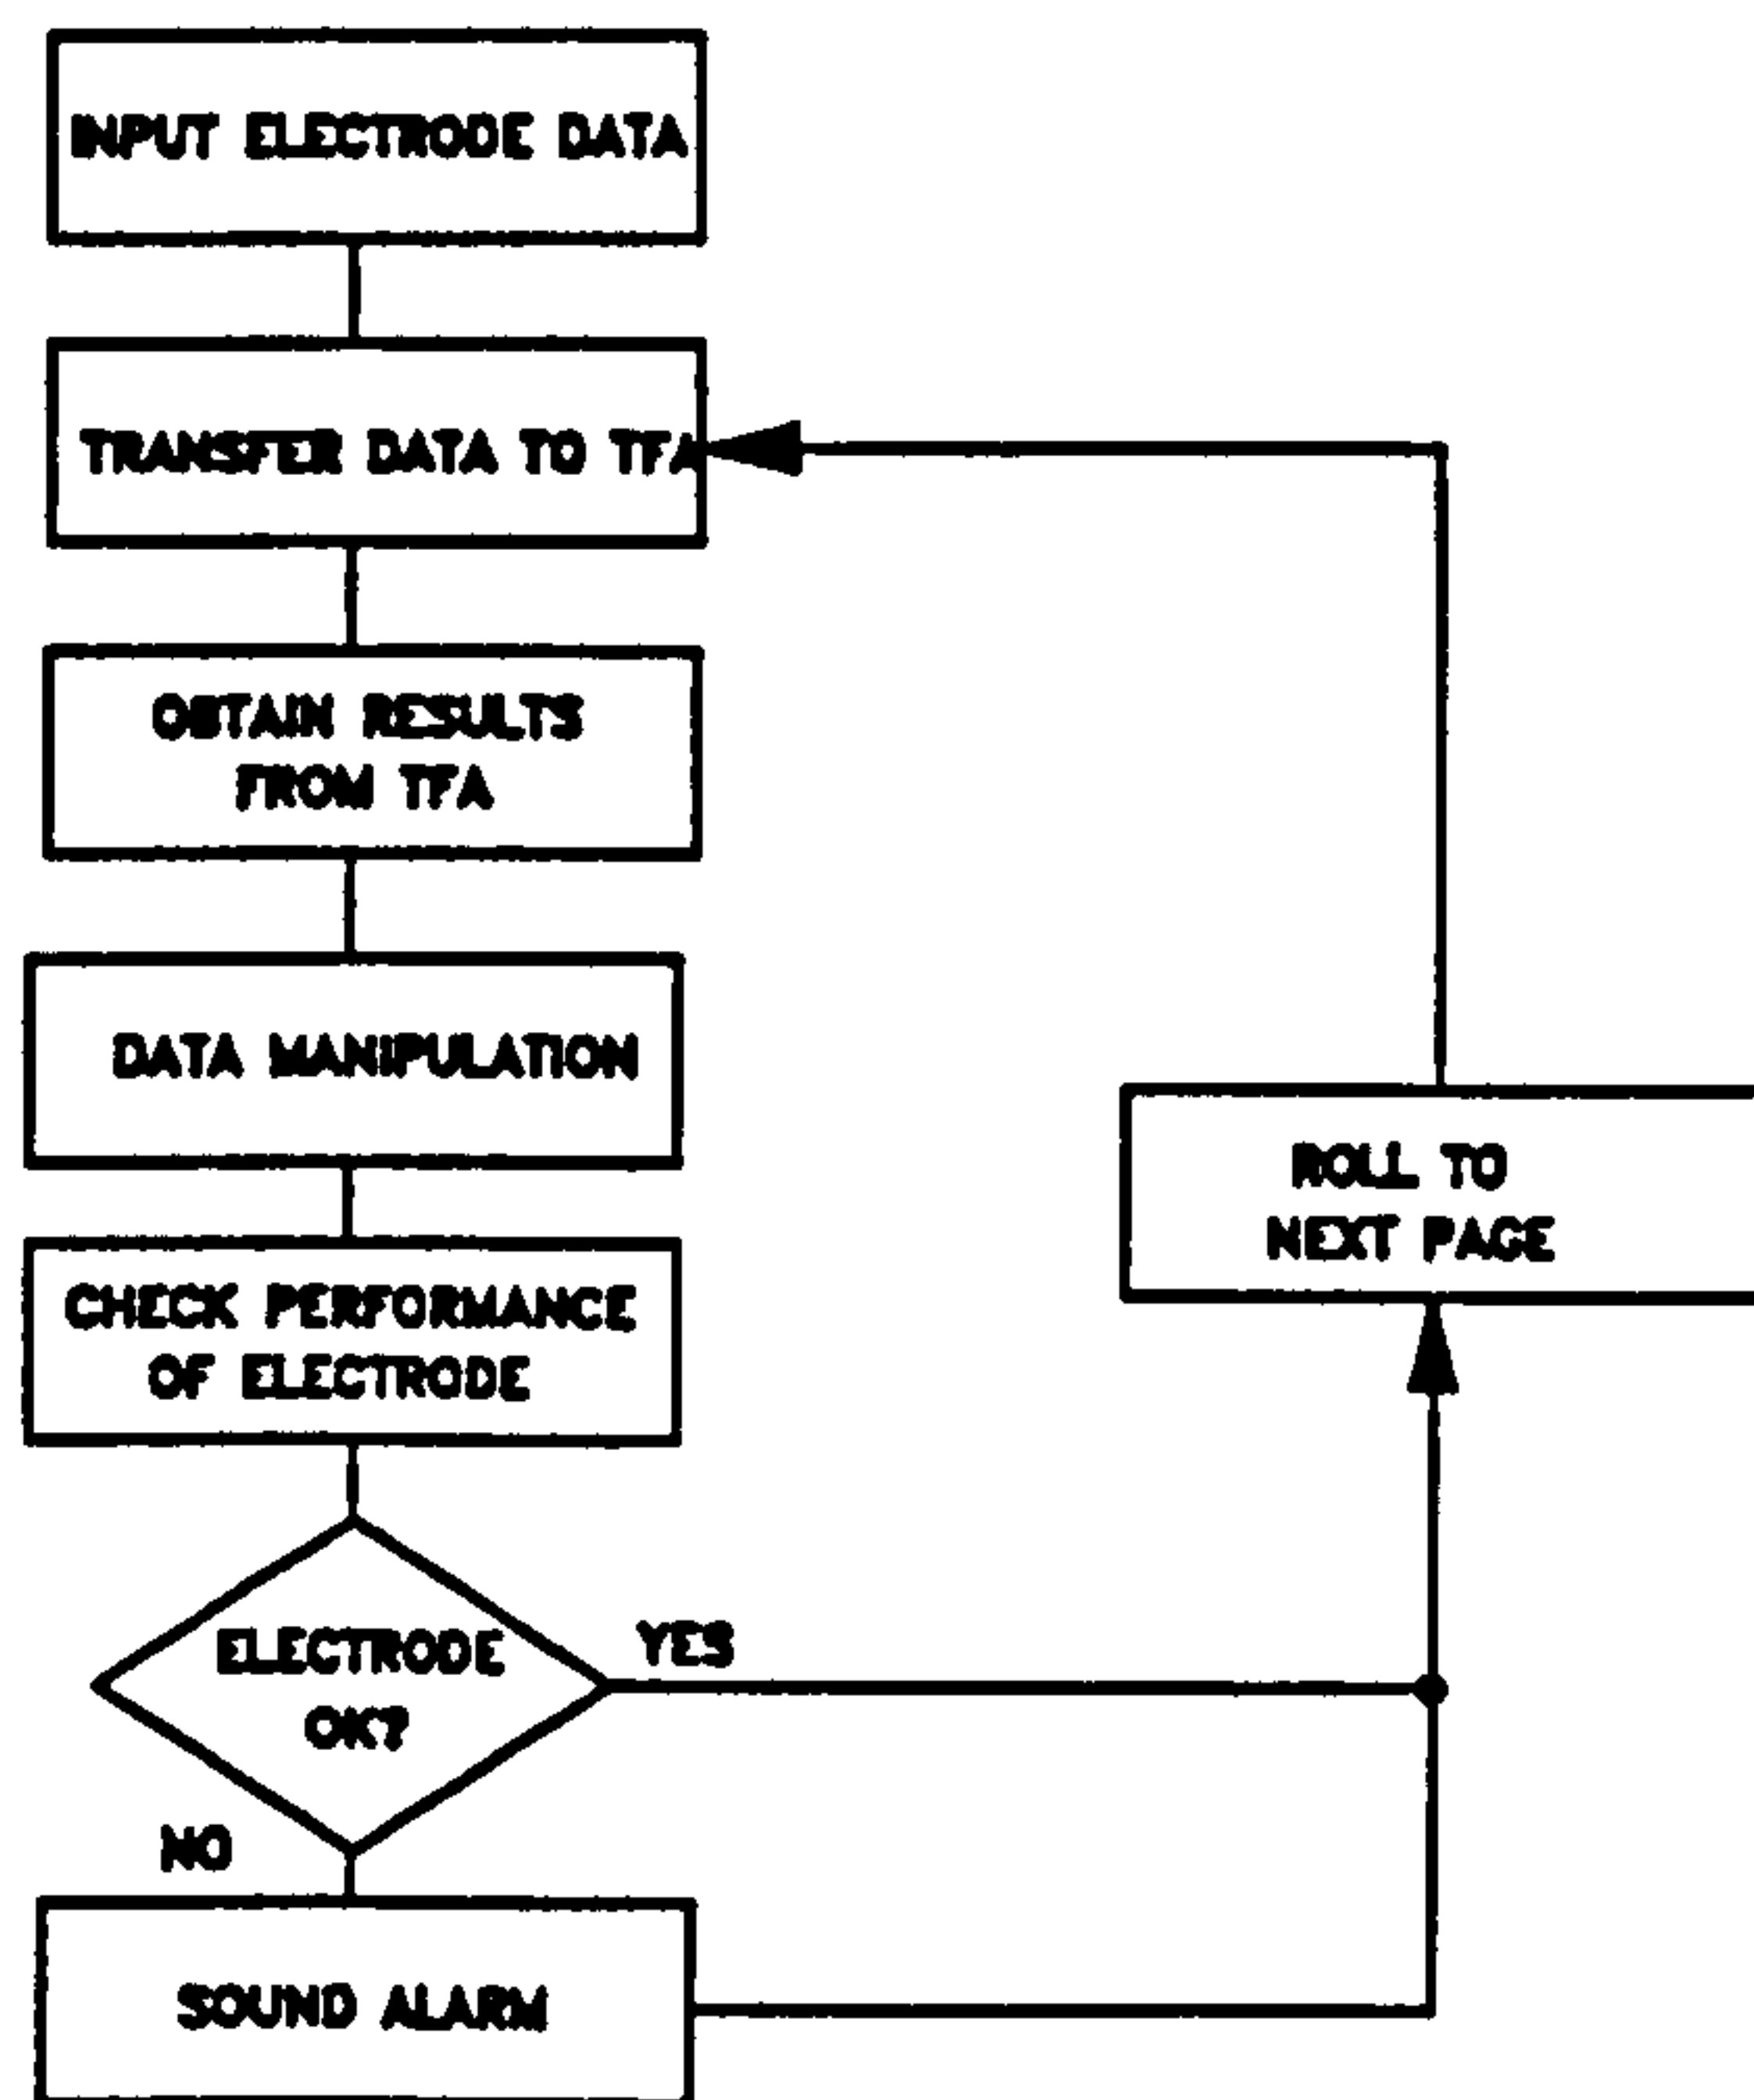 INPUT ELECTRODE DATA
TRANSFER DATA TO TFA
OBTAIN RESULTS
FROM TFA
DATA MANIPULATION
CHECK PERFORMANCE
OF ELECTRODE
ELECTRODE
OK?
YES
NO
SOUND ALARM
ROLL TO
NEXT PAGE